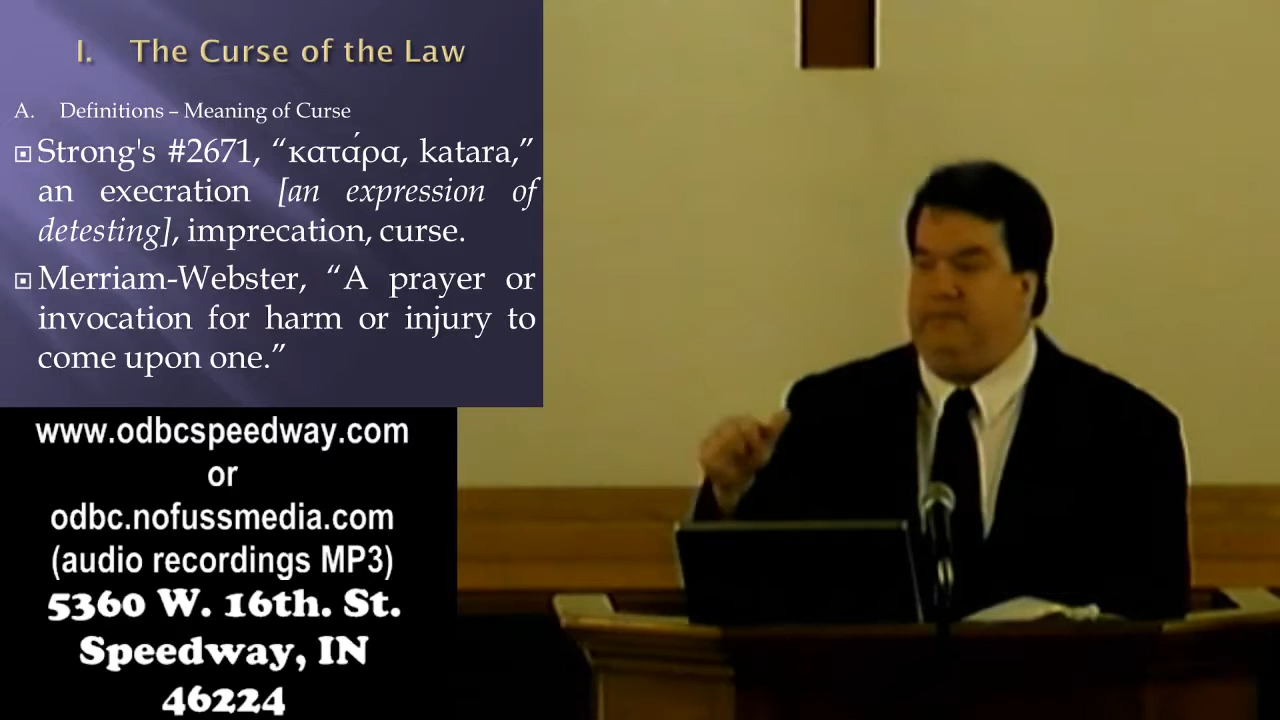 I. The Curse of the Law
A. Definitions – Meaning of Curse
Strong's #2671, “κατάρα, katara,”
an execration [an expression of
detesting], imprecation, curse.
Merriam-Webster, “A prayer or
invocation for harm or injury to
come upon one.”
www.odbcspeedway.com
or
odbc.nofussmedia.com
(audio recordings MP3)
5360 W. 16th. St.
Speedway, IN
46224